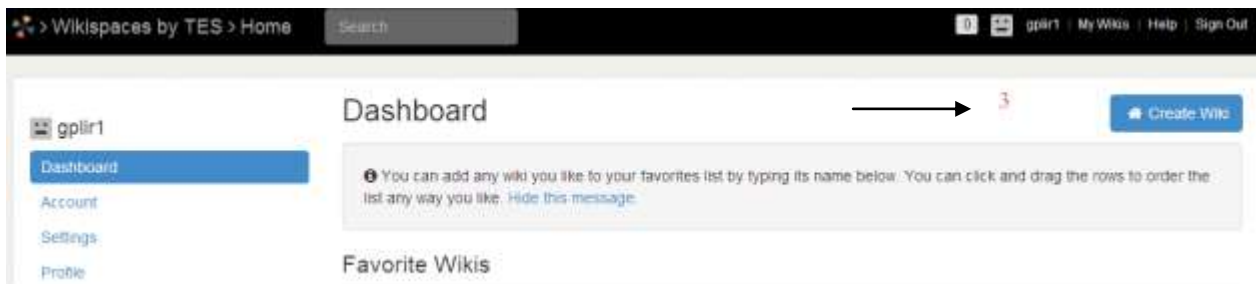 > Wikispaces by TES > Home Search 0 gplir1 | My Wikis | Help | Sign Out
gplir1
Dashboard
Account
Settings
Profile
Dashboard
3
Create Wiki
You can add any wiki you like to your favorites list by typing its name below. You can click and drag the rows to order the
list any way you like. Hide this message.
Favorite Wikis